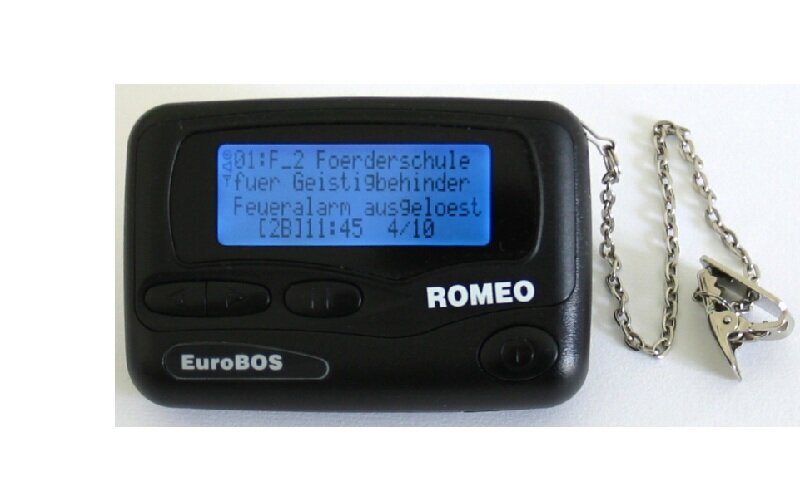 01:F_2 Foerderschule
fuer Geistigbehinder
Feueralarm ausgeloest
[2B]11:45 4/10
ROMEO
EuroBOS